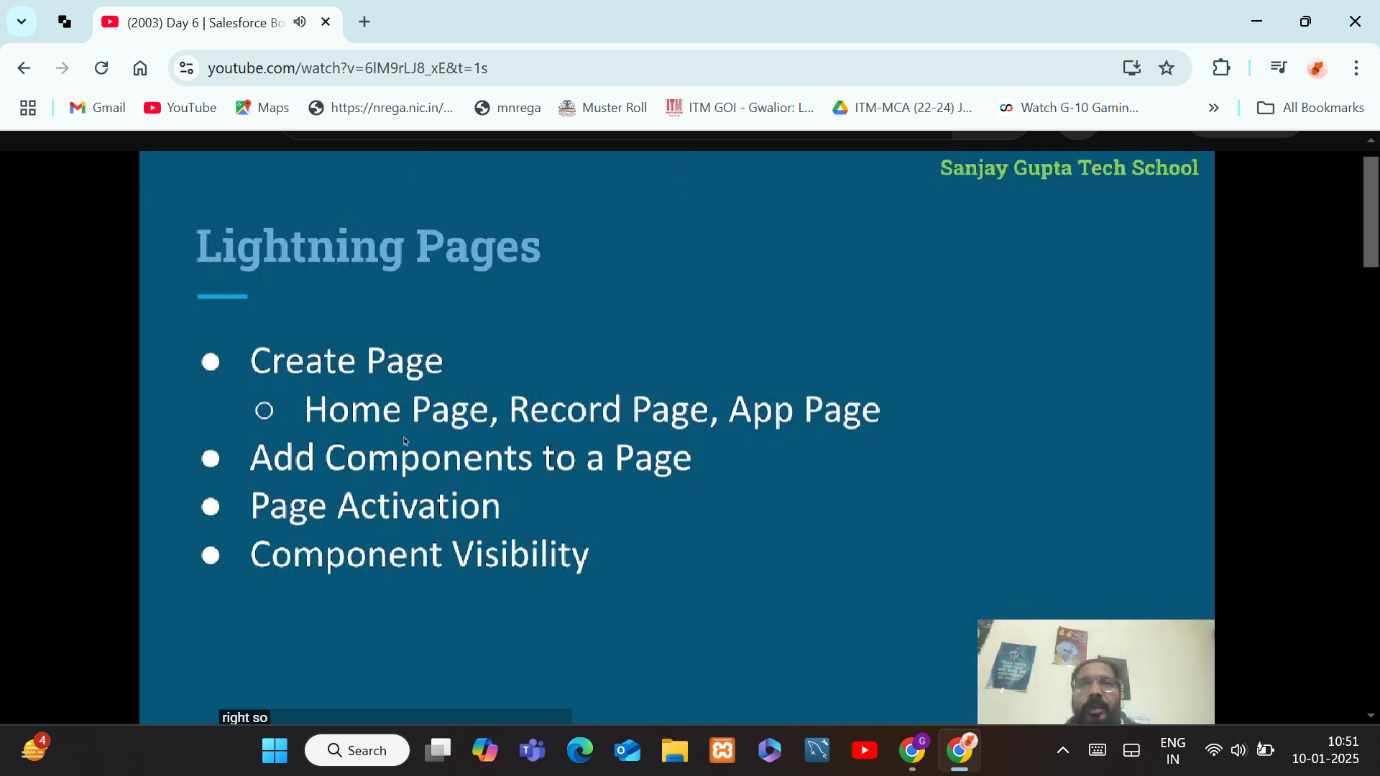 (2003) Day 6 | Salesforce Bo
youtube.com/watch?v=6lM9rLJ8_xE&t=1s
Gmail
YouTube
Maps
https://nrega.nic.in/...
mnrega
Muster Roll
ITM GOI - Gwalior: L...
ITM-MCA (22-24) J...
Watch G-10 Gamin...
All Bookmarks
Sanjay Gupta Tech School
Lightning Pages
Create Page
Home Page, Record Page, App Page
Add Components to a Page
Page Activation
Component Visibility
right so
4
Search
G
ENG
IN
10:51
10-01-2025